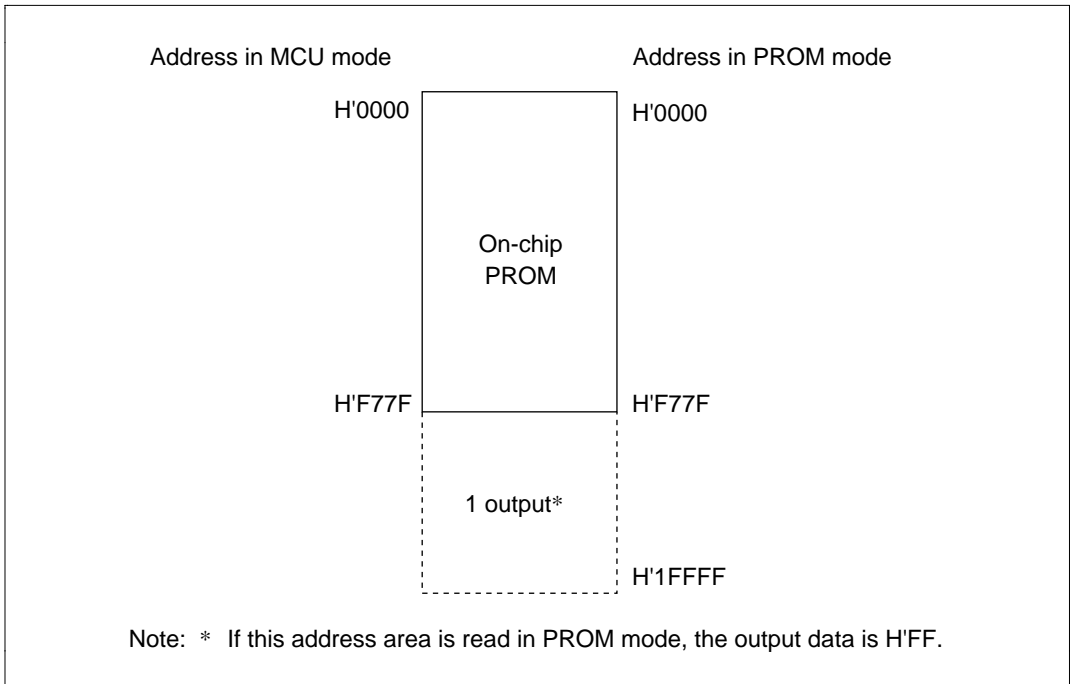 Address in MCU mode Address in PROM mode
H'0000 H'0000
On-chip
PROM
H'F77F H'F77F
1 output*
H'1FFFF
Note: * If this address area is read in PROM mode, the output data is H'FF.